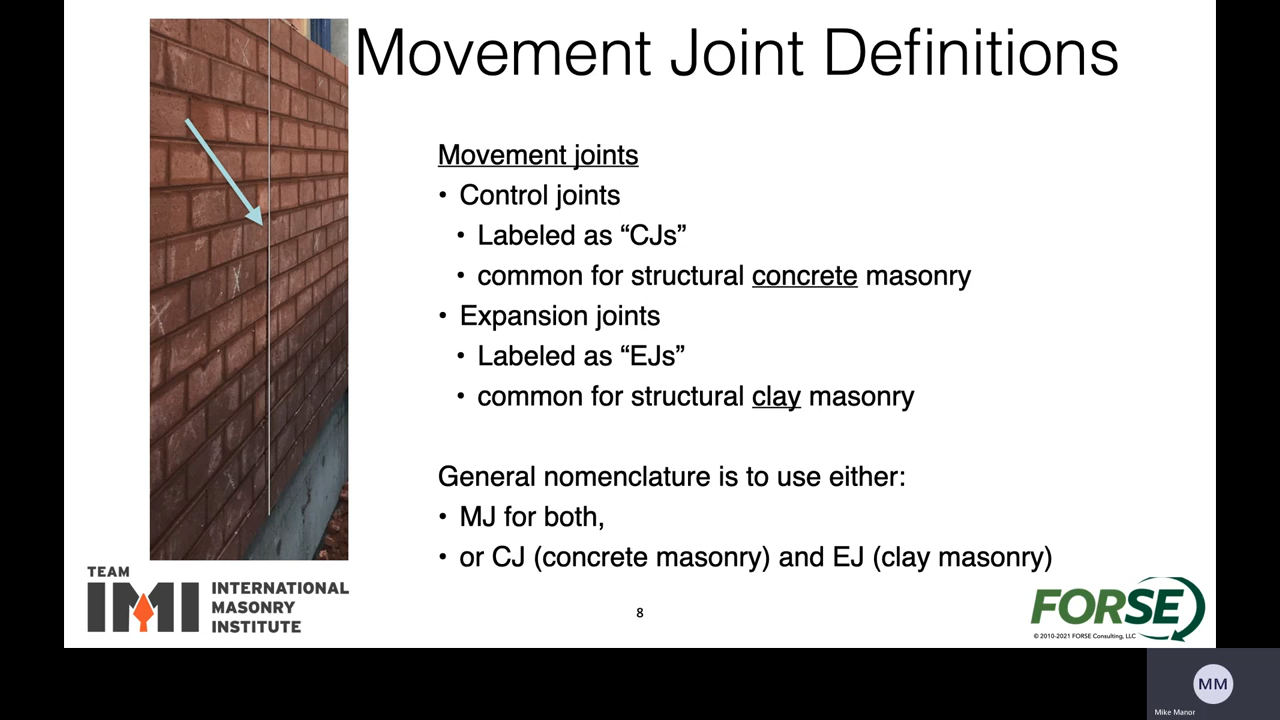 Movement Joint Definitions
Movement joints
• Control joints
• Labeled as “CJs”
• common for structural concrete masonry
• Expansion joints
• Labeled as “EJs”
• common for structural clay masonry
General nomenclature is to use either:
• MJ for both,
• or CJ (concrete masonry) and EJ (clay masonry)
TEAM
IMI
INTERNATIONAL
MASONRY
INSTITUTE
8
FORSE
© 2010-2021 FORSE Consulting, LLC
MM
Mike Manor